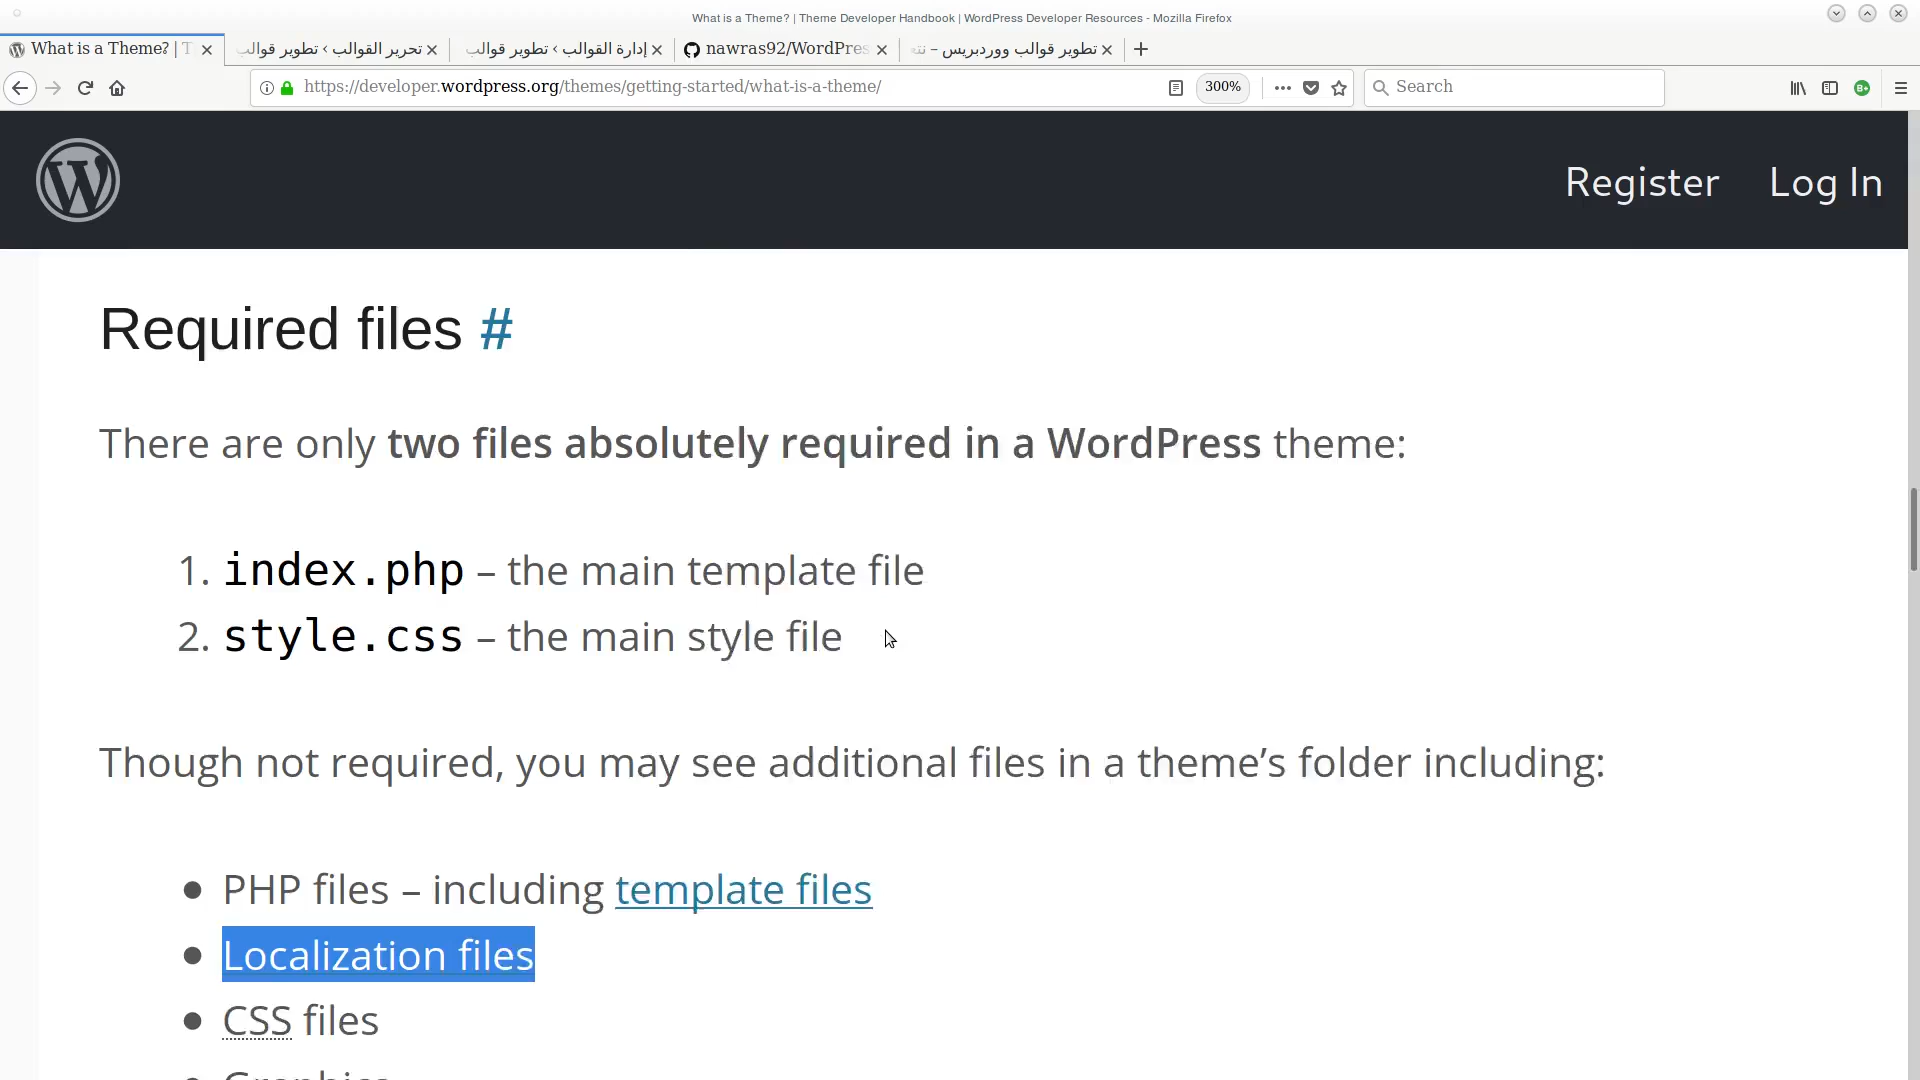 What is a Theme? | Theme Developer Handbook | WordPress Developer Resources - Mozilla Firefox
What is a Theme? | T
تحرير القوالب ‹ تطوير قوالب
إدارة القوالب ‹ تطوير قوالب
nawras92/WordPres
تطوير قوالب ووردبريس –
https://developer.wordpress.org/themes/getting-started/what-is-a-theme/
300%
Search
Register
Log In
Required files #
There are only two files absolutely required in a WordPress theme:
1. index.php – the main template file
2. style.css – the main style file
Though not required, you may see additional files in a theme’s folder including:
PHP files – including template files
Localization files
CSS files
Graphics